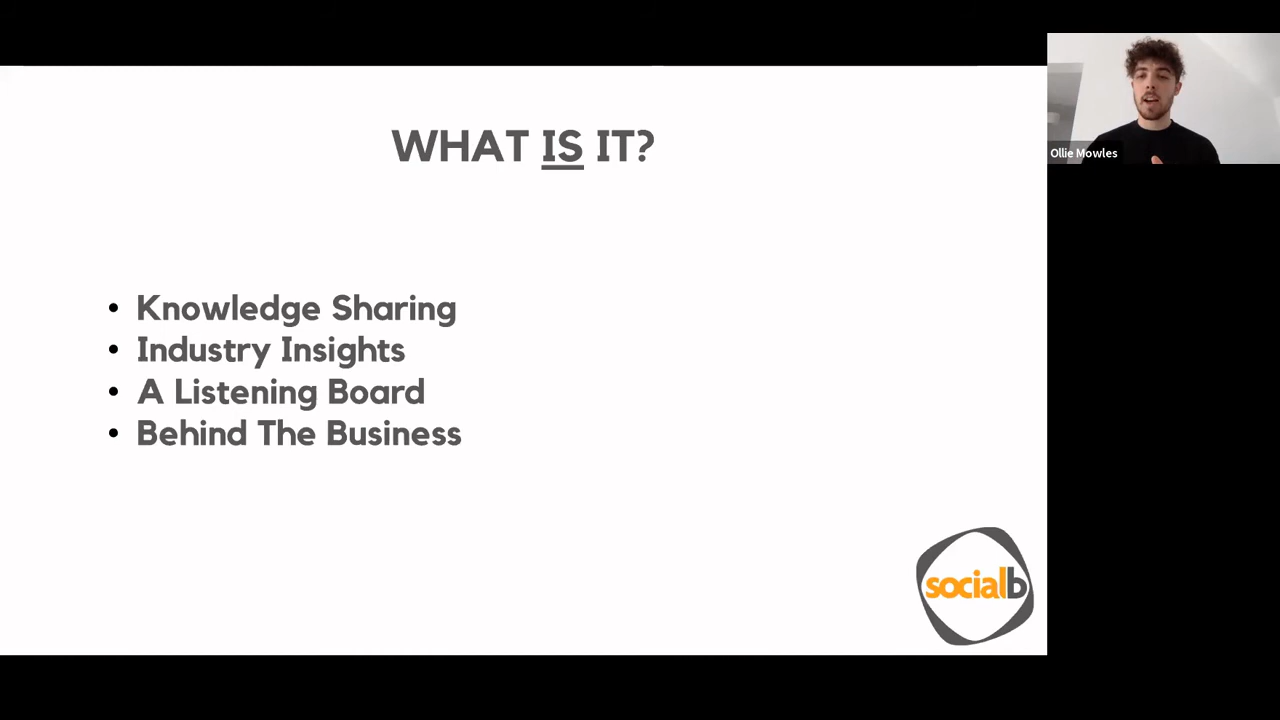 WHAT IS IT?
Ollie Mowles
• Knowledge Sharing
• Industry Insights
• A Listening Board
• Behind The Business
socialb